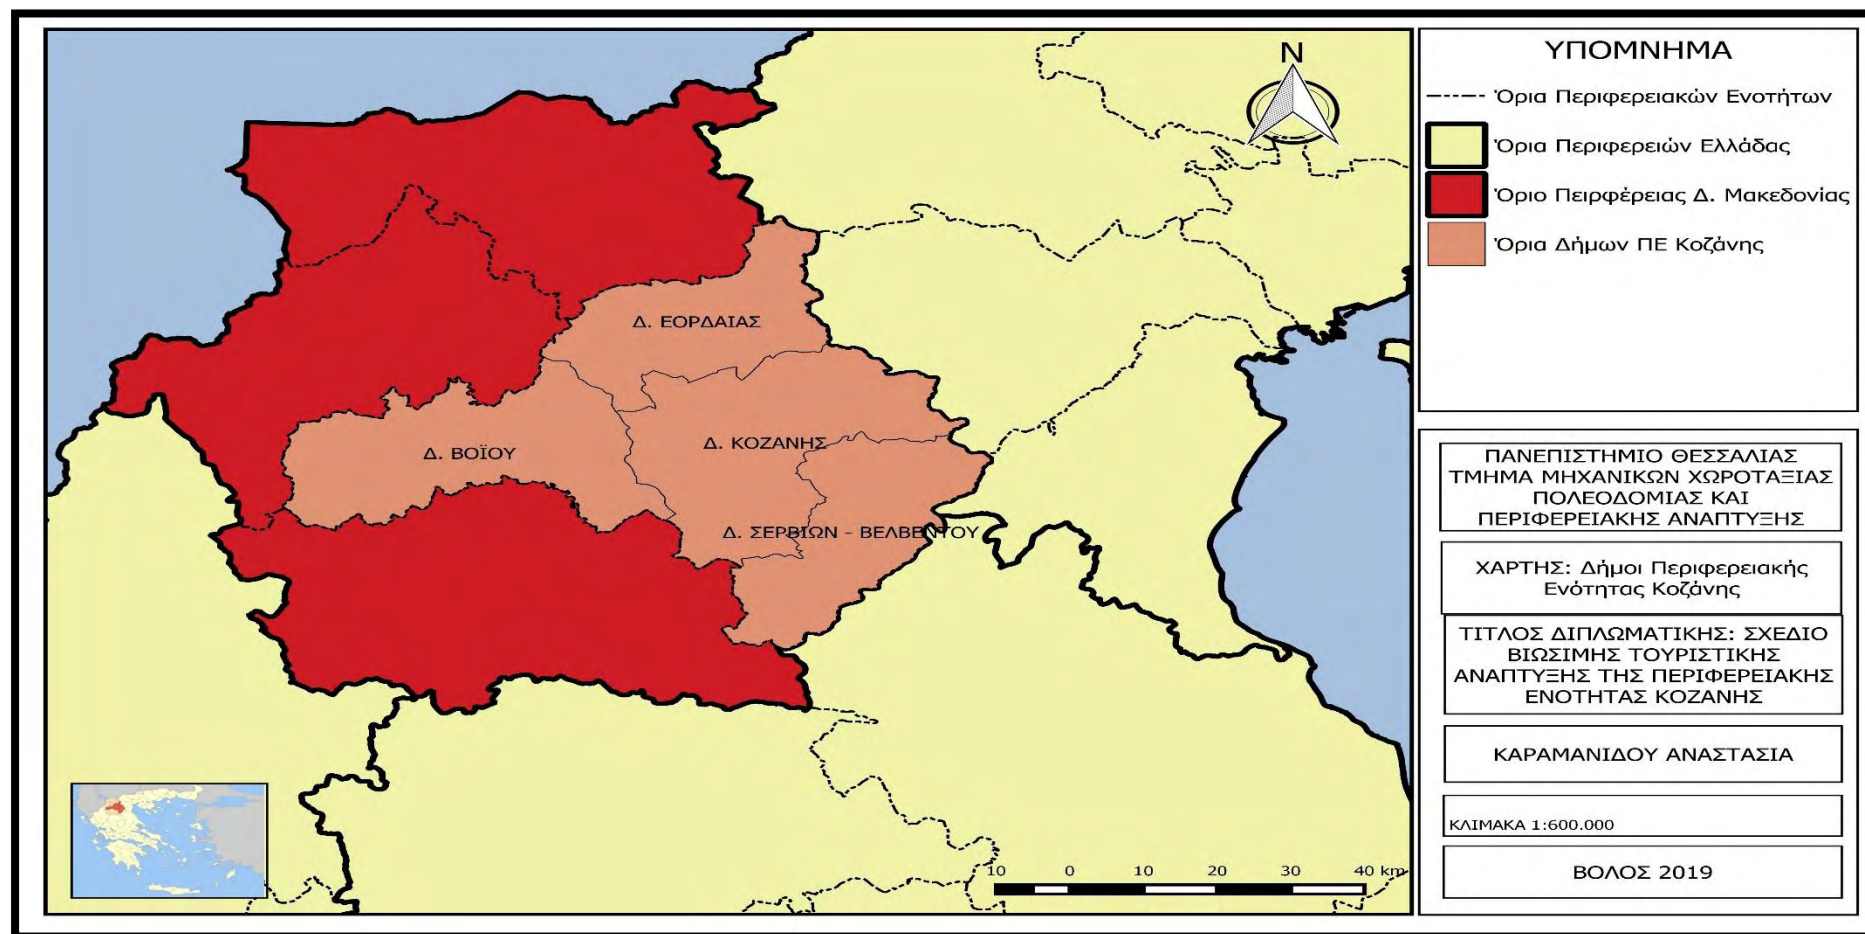 N
Δ. ΕΟΡΔΑΙΑΣ
Δ. ΚΟΖΑΝΗΣ
Δ. ΒΟΪΟΥ
Δ. ΣΕΡΒΙΩΝ - ΒΕΛΒΕΝΤΟΥ
10 0 10 20 30 40 km
ΥΠΟΜΝΗΜΑ
Όρια Περιφερειακών Ενοτήτων
Όρια Περιφερειών Ελλάδας
Όριο Πειρφέρειας Δ. Μακεδονίας
Όρια Δήμων ΠΕ Κοζάνης
ΠΑΝΕΠΙΣΤΗΜΙΟ ΘΕΣΣΑΛΙΑΣ
ΤΜΗΜΑ ΜΗΧΑΝΙΚΩΝ ΧΩΡΟΤΑΞΙΑΣ
ΠΟΛΕΟΔΟΜΙΑΣ ΚΑΙ
ΠΕΡΙΦΕΡΕΙΑΚΗΣ ΑΝΑΠΤΥΞΗΣ
ΧΑΡΤΗΣ: Δήμοι Περιφερειακής
Ενότητας Κοζάνης
ΤΙΤΛΟΣ ΔΙΠΛΩΜΑΤΙΚΗΣ: ΣΧΕΔΙΟ
ΒΙΩΣΙΜΗΣ ΤΟΥΡΙΣΤΙΚΗΣ
ΑΝΑΠΤΥΞΗΣ ΤΗΣ ΠΕΡΙΦΕΡΕΙΑΚΗΣ
ΕΝΟΤΗΤΑΣ ΚΟΖΑΝΗΣ
ΚΑΡΑΜΑΝΙΔΟΥ ΑΝΑΣΤΑΣΙΑ
ΚΛΙΜΑΚΑ 1:600.000
ΒΟΛΟΣ 2019